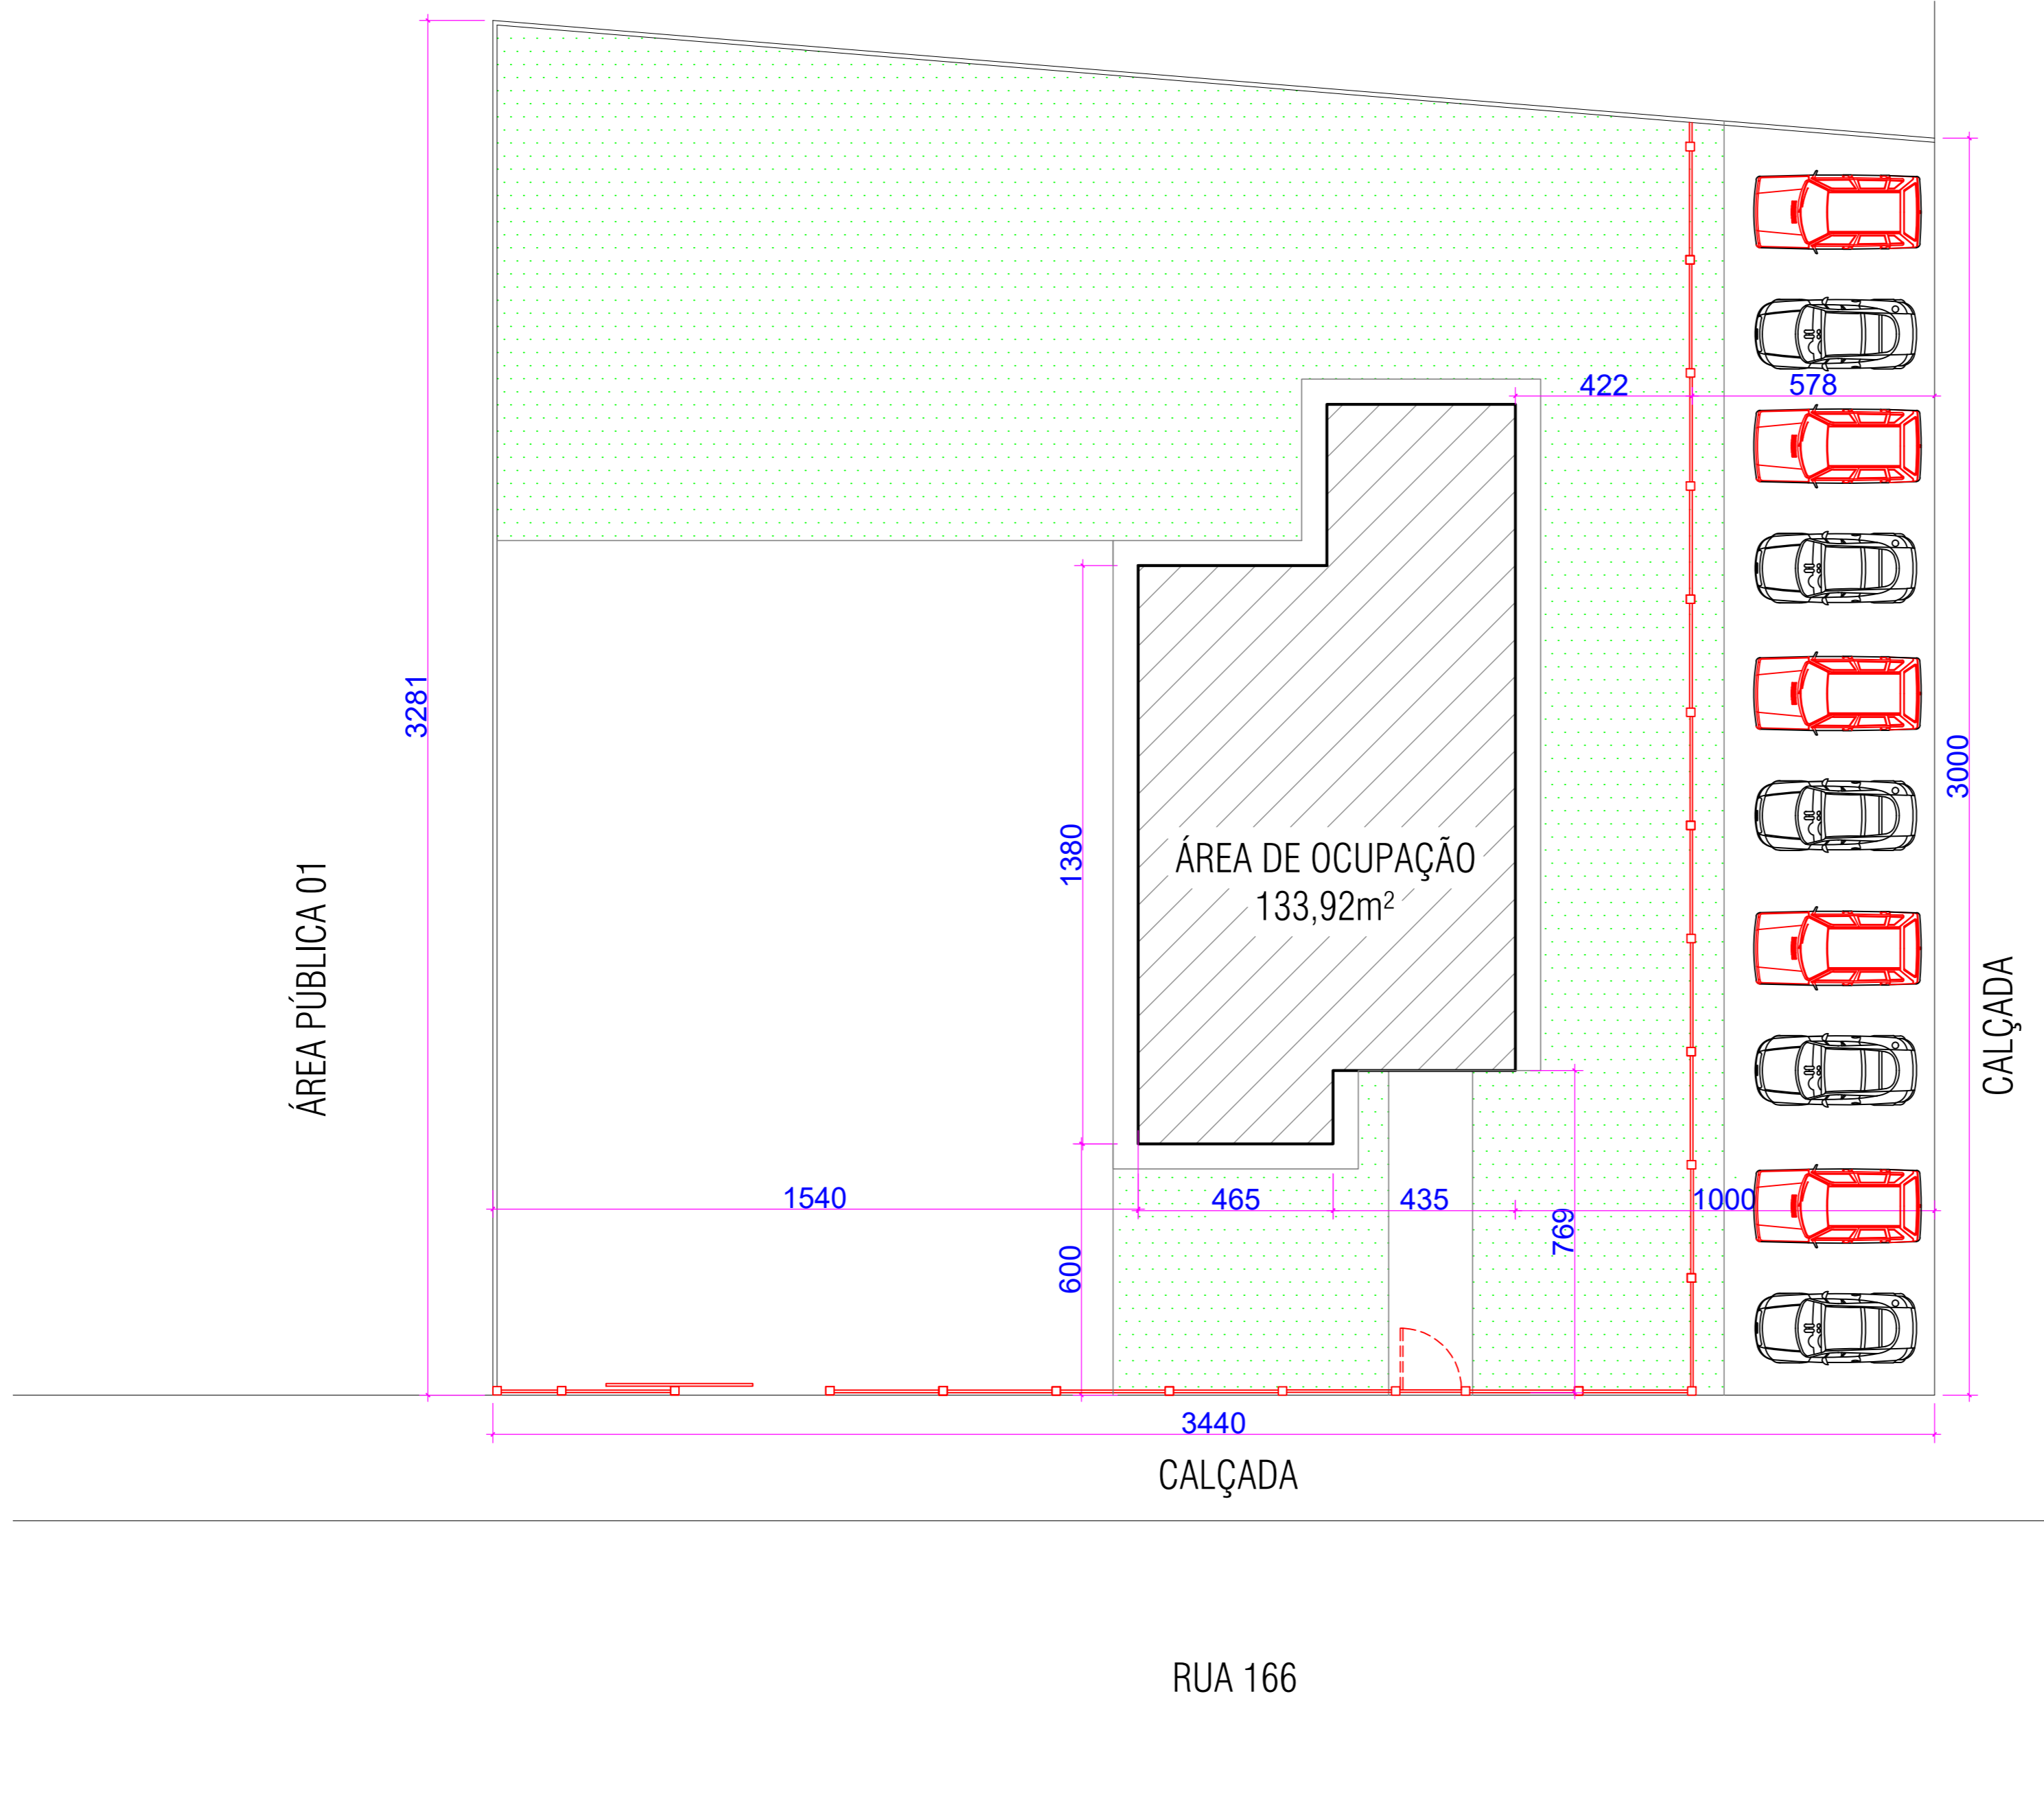 422
578
3281
3000
1380
ÁREA DE OCUPAÇÃO
133,92m²
ÁREA PÚBLICA 01
CALÇADA
1540
465
435
1000
769
600
3440
CALÇADA
RUA 166